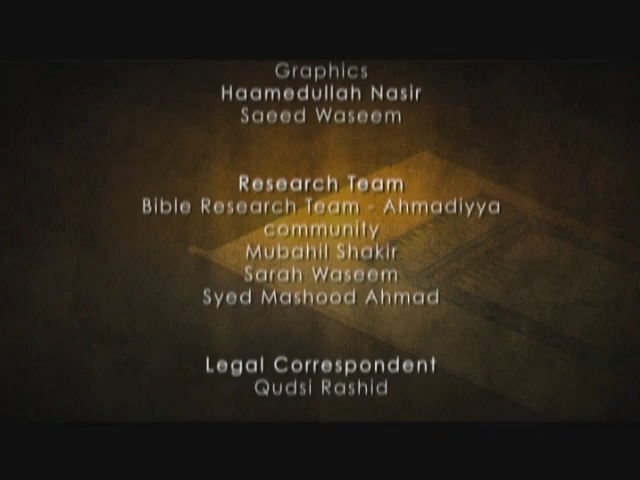 Graphics
Haamedullah Nasir
Saeed Waseem
Research Team
Bible Research Team - Ahmadiyya
community
Mubahil Shakir
Sarah Waseem
Syed Mashood Ahmad
Legal Correspondent
Qudsi Rashid